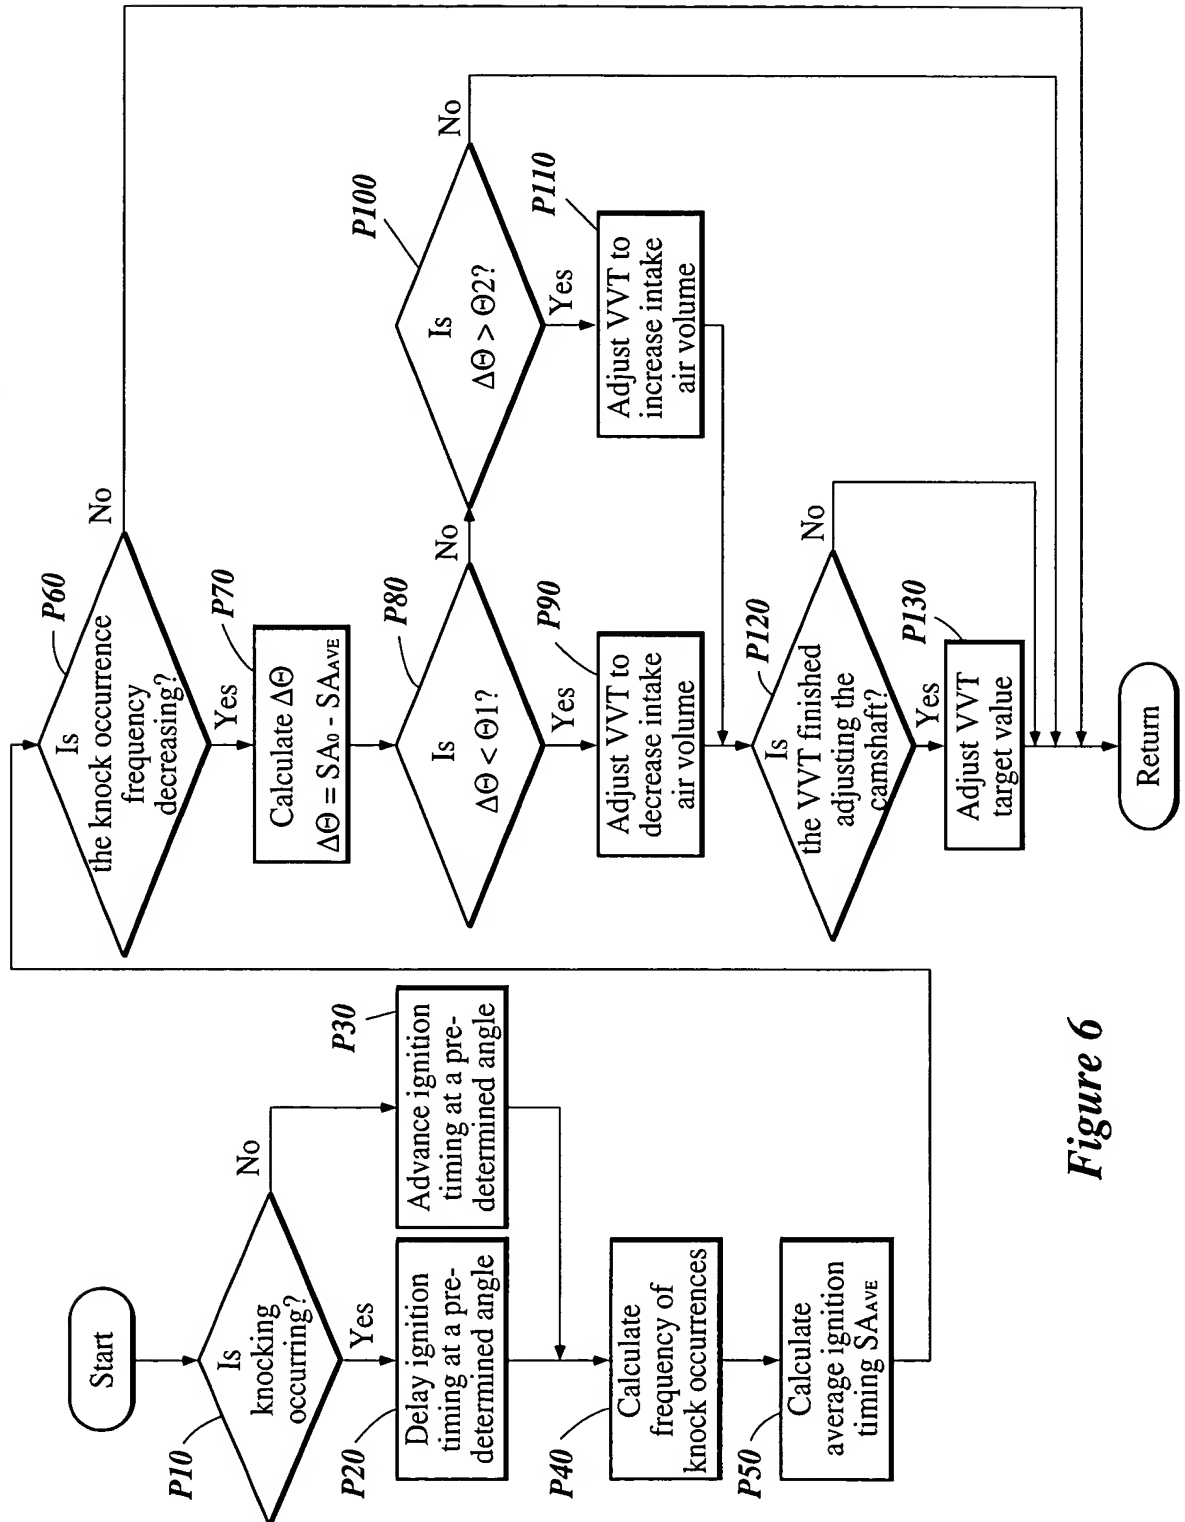 Start
P10
Is
knocking
occurring?
No
Yes
P20
Delay ignition
timing at a pre-
determined angle
P30
Advance ignition
timing at a pre-
determined angle
P40
Calculate
frequency of
knock occurrences
P50
Calculate
average ignition
timing SAAVE
P60
Is
the knock occurrence
frequency
decreasing?
No
Yes
P70
Calculate ΔΘ
ΔΘ = SA0 - SAAVE
P80
Is
ΔΘ < Θ1?
No
Yes
P90
Adjust VVT to
decrease intake
air volume
P100
Is
ΔΘ > Θ2?
No
Yes
P110
Adjust VVT to
increase intake
air volume
P120
Is
the VVT finished
adjusting the
camshaft?
No
Yes
P130
Adjust VVT
target value
Return
Figure 6